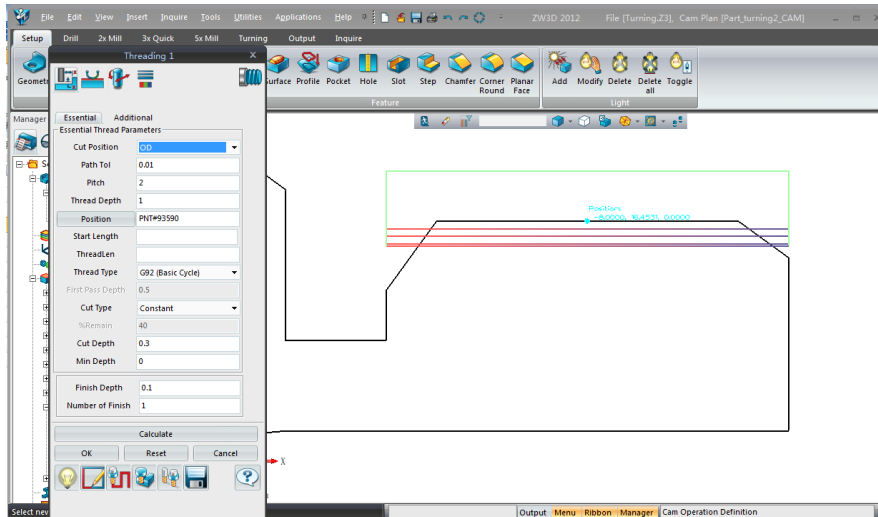 File Edit View Insert Inquire Tools Utilities Applications Help ZW3D 2012 File [Turning.Z3], Cam Plan [Part_turning2_CAM]
Setup Drill 2x Mill 3x Quick 5x Mill Turning Output Inquire
Threading 1 X
Surface Profile Pocket Hole Slot Step Chamfer Corner Round Planar Face Add Modify Delete Delete all Toggle
Feature Light
Manager
Essential Additional
Essential Thread Parameters
Cut Position OD
Path Tol 0.01
Pitch 2
Thread Depth 1
Position PNT#93590
Start Length
ThreadLen
Thread Type G92 (Basic Cycle)
First Pass Depth 0.5
Cut Type Constant
%Remain 40
Cut Depth 0.3
Min Depth 0
Finish Depth 0.1
Number of Finish 1
Calculate
OK Reset Cancel
Position:
X
Select new
Output Menu Ribbon Manager Cam Operation Definition